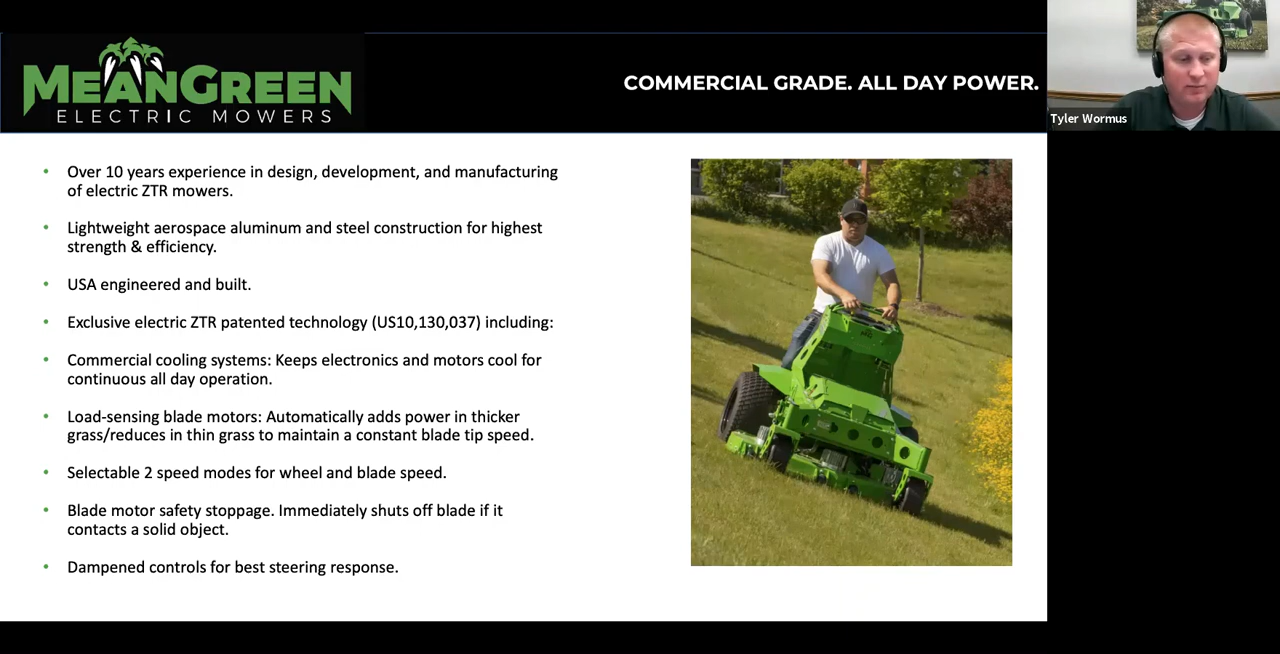 MEANGREEN
ELECTRIC MOWERS
COMMERCIAL GRADE. ALL DAY POWER.
Tyler Wormus
• Over 10 years experience in design, development, and manufacturing
of electric ZTR mowers.
• Lightweight aerospace aluminum and steel construction for highest
strength & efficiency.
• USA engineered and built.
• Exclusive electric ZTR patented technology (US10,130,037) including:
• Commercial cooling systems: Keeps electronics and motors cool for
continuous all day operation.
• Load-sensing blade motors: Automatically adds power in thicker
grass/reduces in thin grass to maintain a constant blade tip speed.
• Selectable 2 speed modes for wheel and blade speed.
• Blade motor safety stoppage. Immediately shuts off blade if it
contacts a solid object.
• Dampened controls for best steering response.